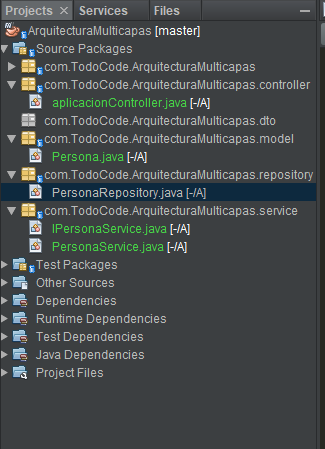 Projects × Services Files
ArquitecturaMulticapas [master]
Source Packages
com.TodoCode.ArquitecturaMulticapas
com.TodoCode.ArquitecturaMulticapas.controller
aplicacionController.java [-/A]
com.TodoCode.ArquitecturaMulticapas.dto
com.TodoCode.ArquitecturaMulticapas.model
Persona.java [-/A]
com.TodoCode.ArquitecturaMulticapas.repository
PersonaRepository.java [-/A]
com.TodoCode.ArquitecturaMulticapas.service
IPersonaService.java [-/A]
PersonaService.java [-/A]
Test Packages
Other Sources
Dependencies
Runtime Dependencies
Test Dependencies
Java Dependencies
Project Files